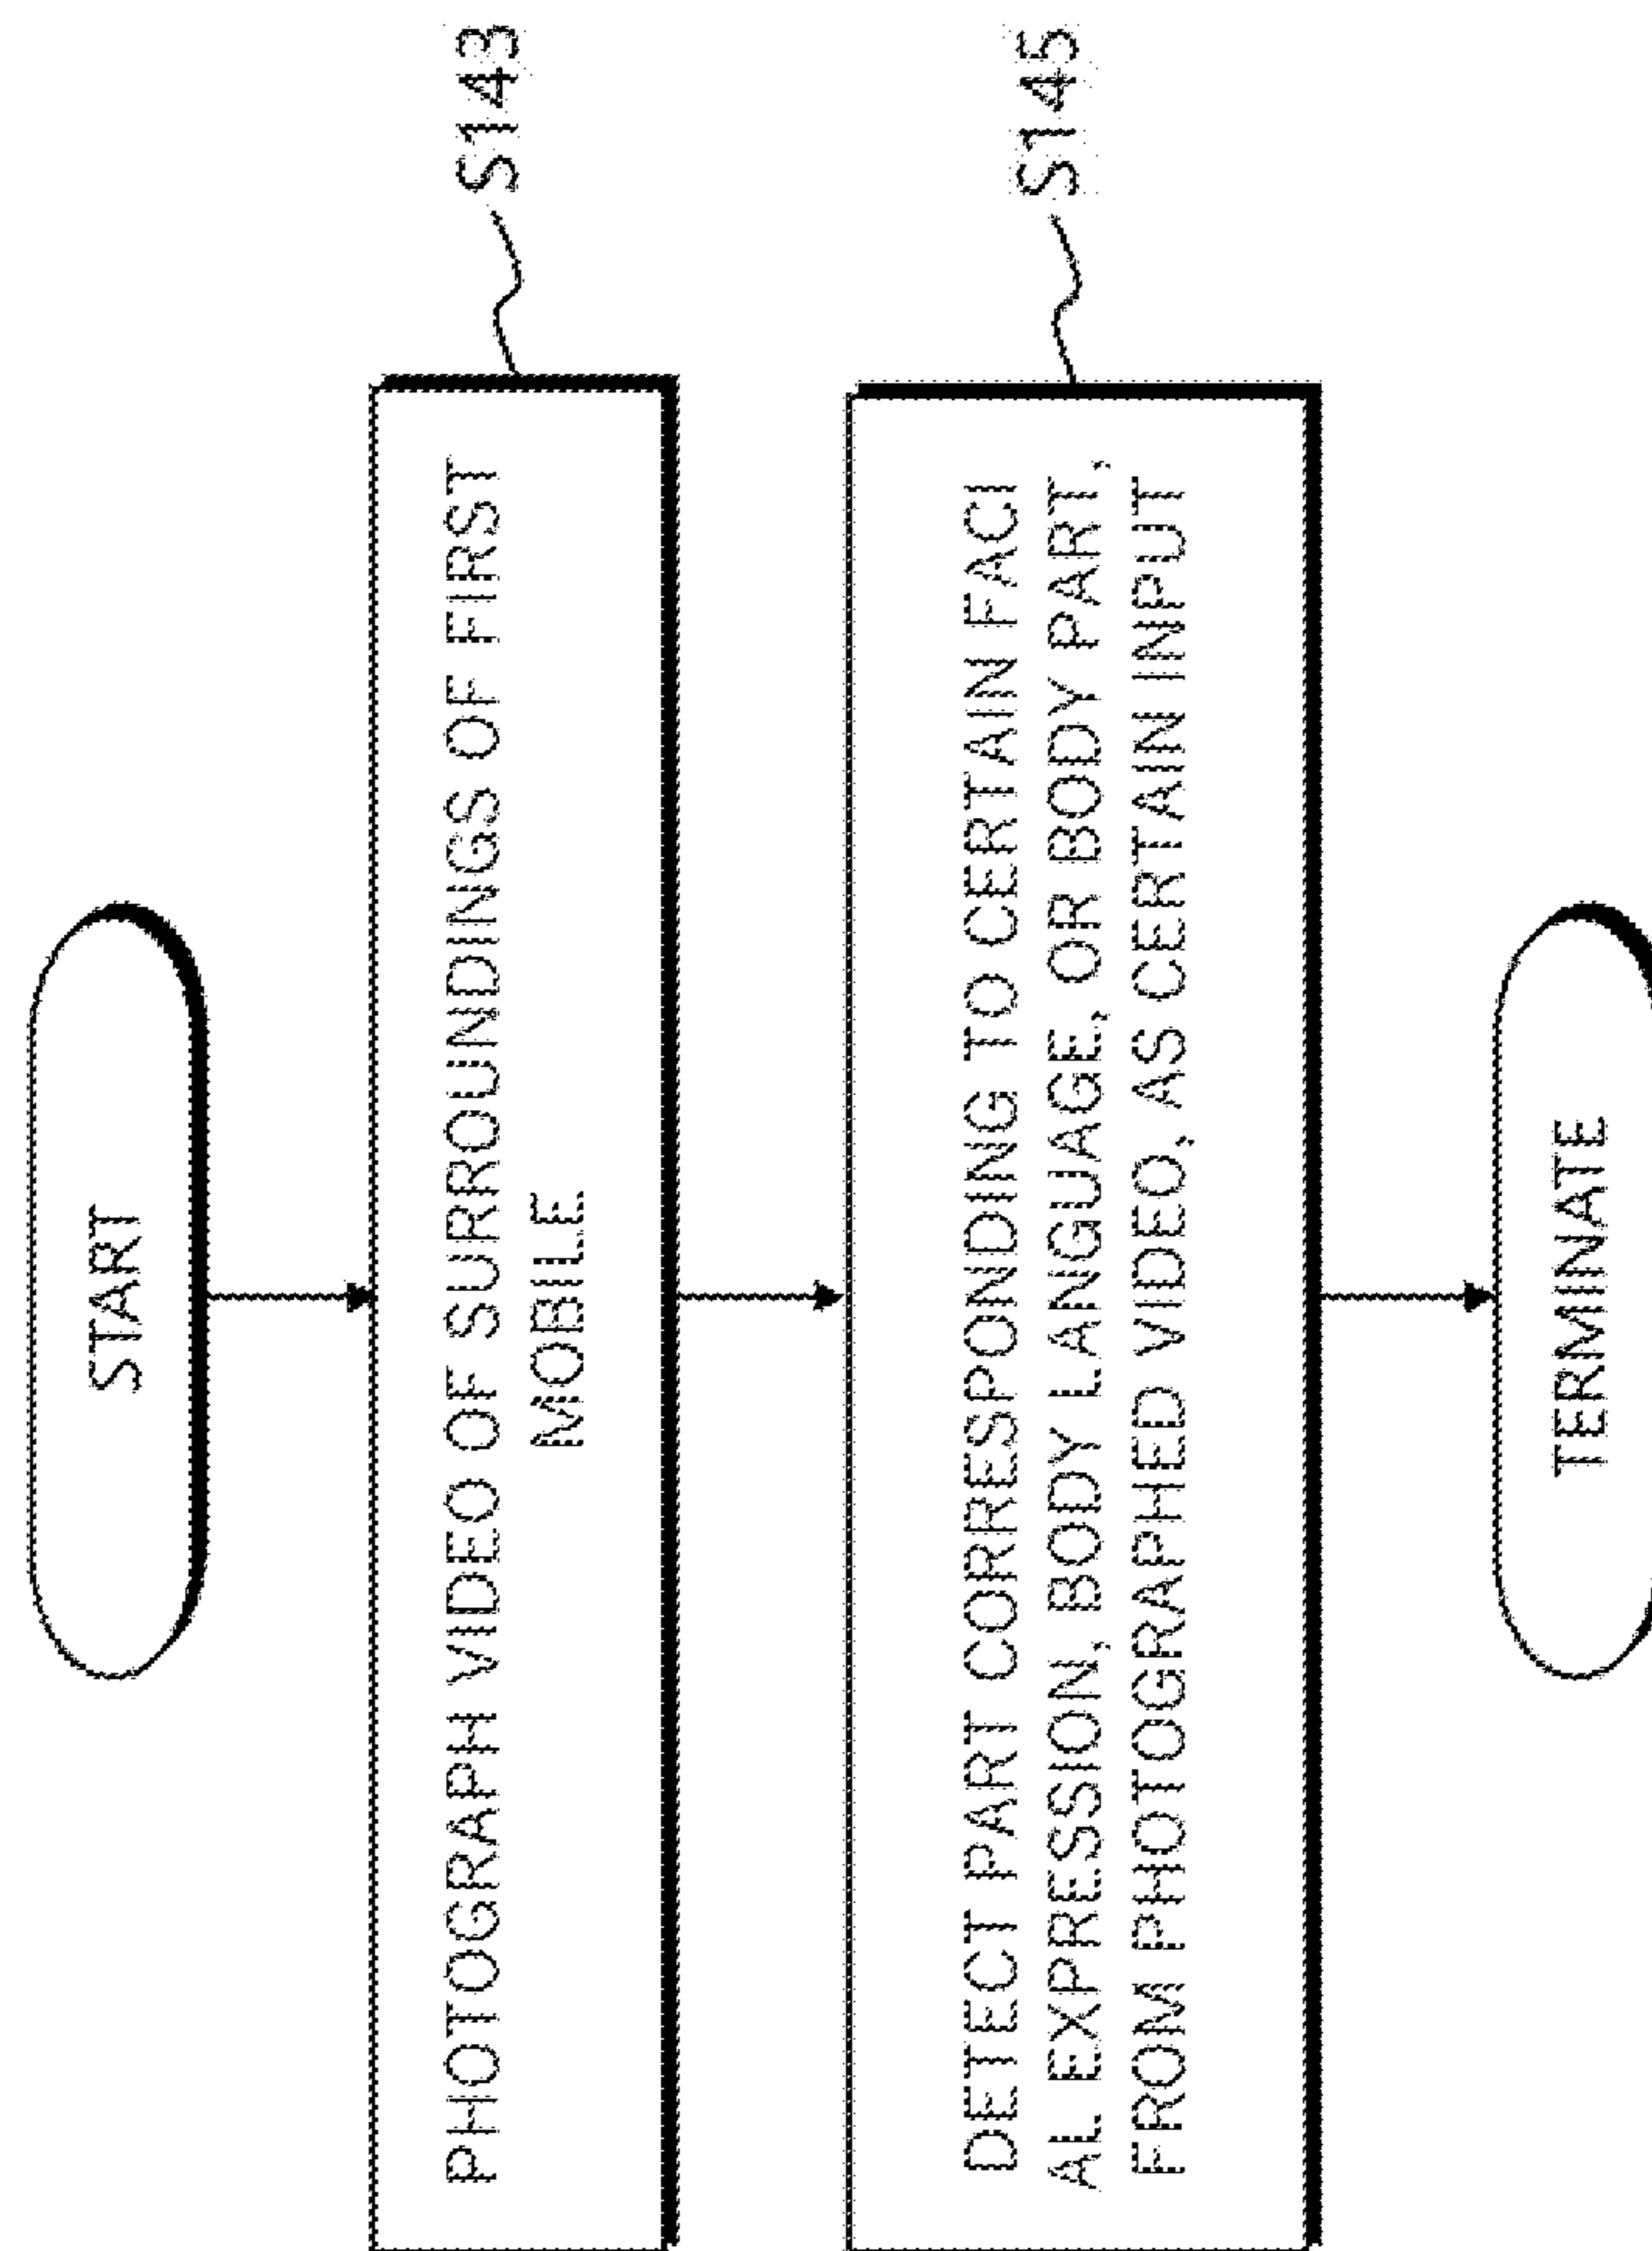 START
PHOTOGRAPH VIDEO OF SURROUNDINGS OF FIRST
MOBILE
S143
DETECT PART CORRESPONDING TO CERTAIN FACI
AL EXPRESSION, BODY LANGUAGE, OR BODY PART,
FROM PHOTOGRAPHED VIDEO, AS CERTAIN INPUT
S145
TERMINATE